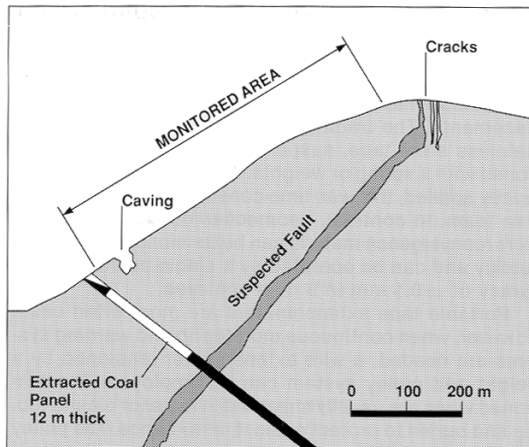 Cracks
MONITORED AREA
Caving
Suspected Fault
Extracted Coal
Panel
12 m thick
0 100 200 m